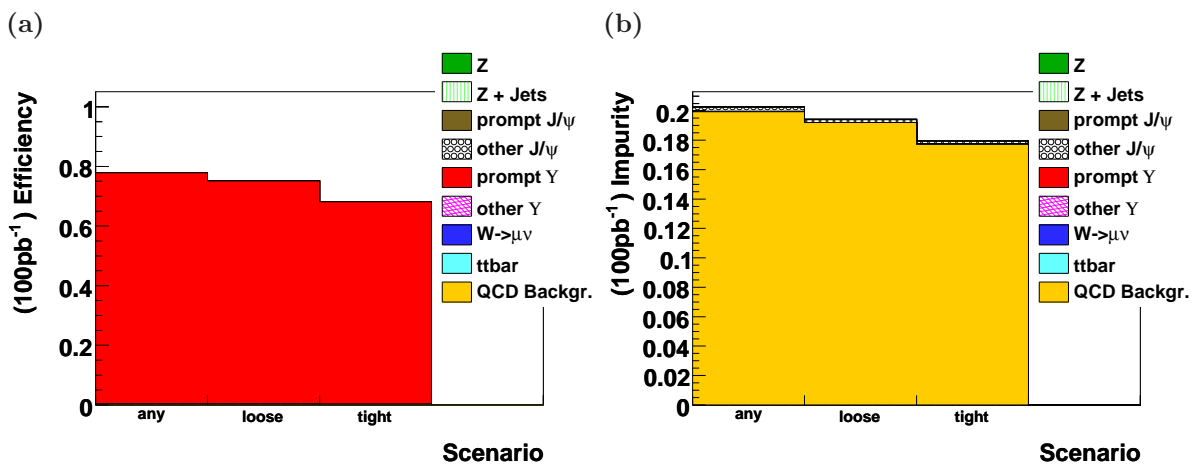 (a)
(100pb⁻¹) Efficiency
1
0.8
0.6
0.4
0.2
0
any loose tight
Scenario
Z
Z + Jets
prompt J/ψ
other J/ψ
prompt ϒ
other ϒ
W->μν
ttbar
QCD Backgr.
(b)
(100pb⁻¹) Impurity
0.2
0.18
0.16
0.14
0.12
0.1
0.08
0.06
0.04
0.02
0
any loose tight
Scenario
Z
Z + Jets
prompt J/ψ
other J/ψ
prompt ϒ
other ϒ
W->μν
ttbar
QCD Backgr.